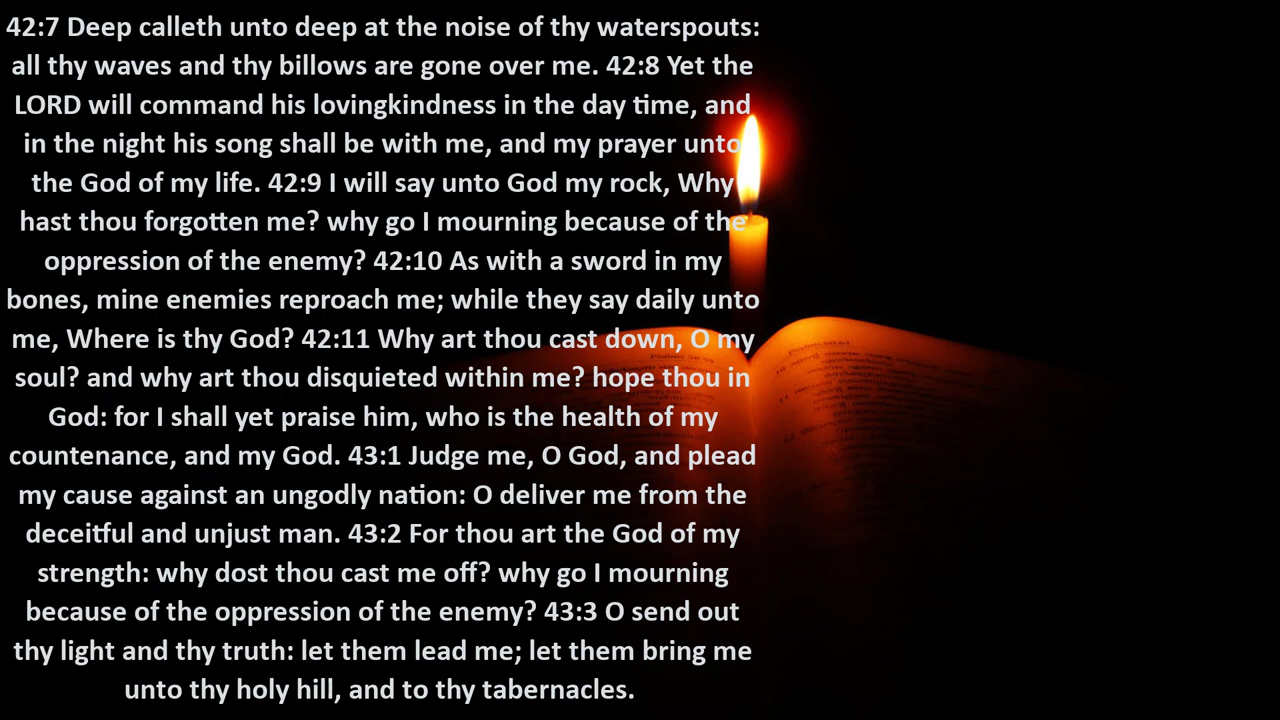 42:7 Deep calleth unto deep at the noise of thy waterspouts:
all thy waves and thy billows are gone over me. 42:8 Yet the
LORD will command his lovingkindness in the day time, and
in the night his song shall be with me, and my prayer unto
the God of my life. 42:9 I will say unto God my rock, Why
hast thou forgotten me? why go I mourning because of the
oppression of the enemy? 42:10 As with a sword in my
bones, mine enemies reproach me; while they say daily unto
me, Where is thy God? 42:11 Why art thou cast down, O my
soul? and why art thou disquieted within me? hope thou in
God: for I shall yet praise him, who is the health of my
countenance, and my God. 43:1 Judge me, O God, and plead
my cause against an ungodly nation: O deliver me from the
deceitful and unjust man. 43:2 For thou art the God of my
strength: why dost thou cast me off? why go I mourning
because of the oppression of the enemy? 43:3 O send out
thy light and thy truth: let them lead me; let them bring me
unto thy holy hill, and to thy tabernacles.